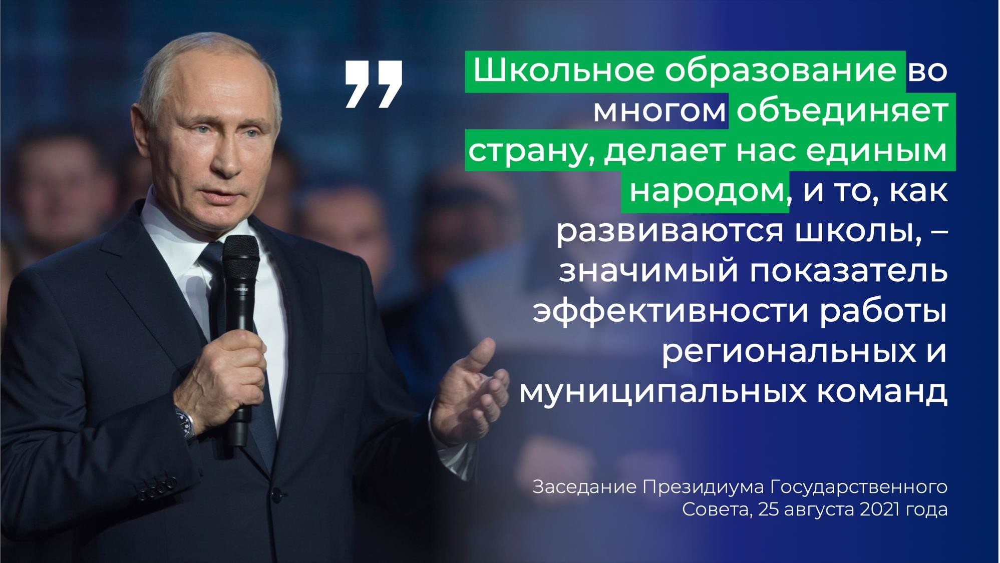 ”
Школьное образование во
многом объединяет
страну, делает нас единым
народом, и то, как
развиваются школы, –
значимый показатель
эффективности работы
региональных и
муниципальных команд
SHURE
Заседание Президиума Государственного
Совета, 25 августа 2021 года